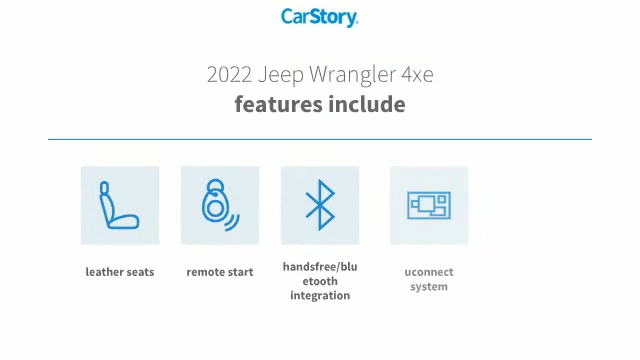 CarStory.
2022 Jeep Wrangler 4xe
features include
leather seats
remote start
handsfree/blu
etooth
integration
uconnect
system